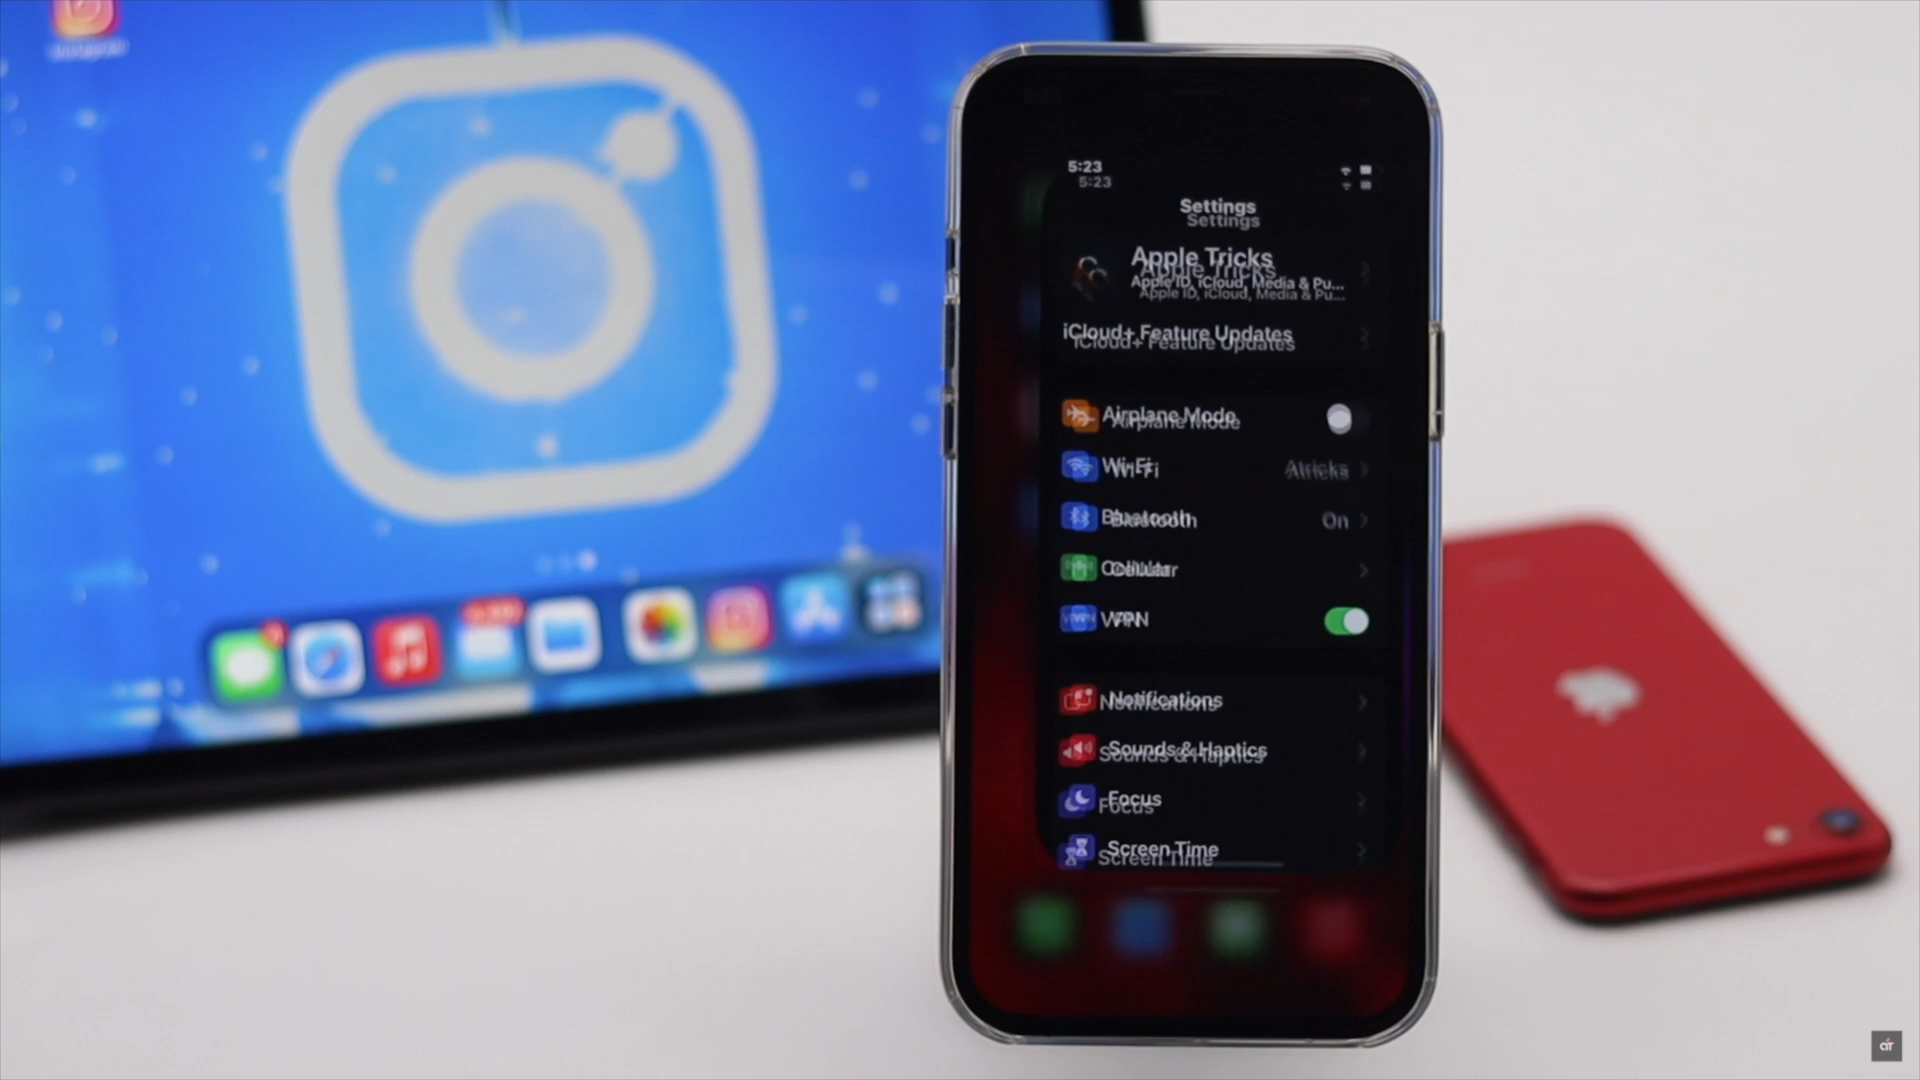 5:23
Settings
Apple Tricks
Apple ID, iCloud, Media & Pu...
iCloud+ Feature Updates
Airplane Mode
Wi-Fi
Atricks
Bluetooth
On
Cellular
VPN
Notifications
Sounds & Haptics
Focus
Screen Time